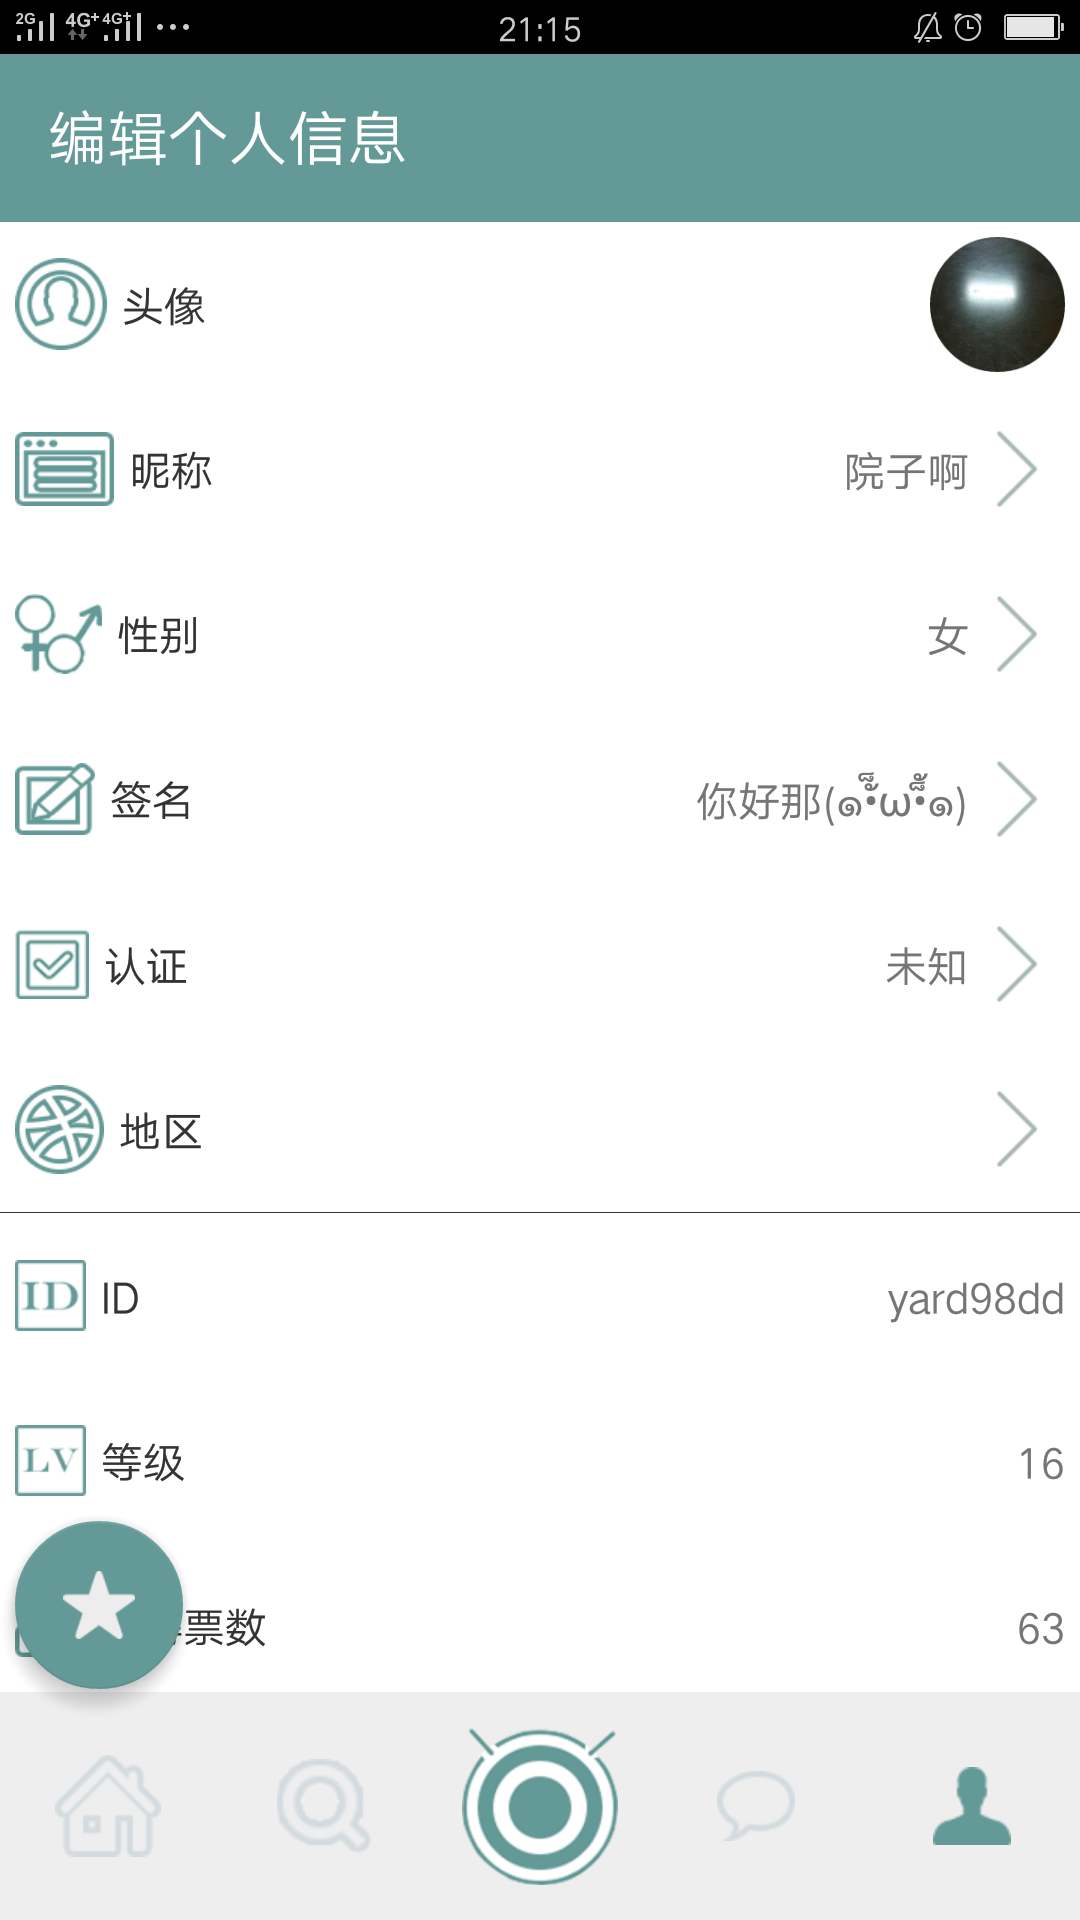 2G 4G+ 4G+ 21:15
编辑个人信息
头像
昵称 院子啊
性别 女
签名 你好那(๑•ω•๑)
认证 未知
地区
ID ID yard98dd
LV 等级 16
票数 63